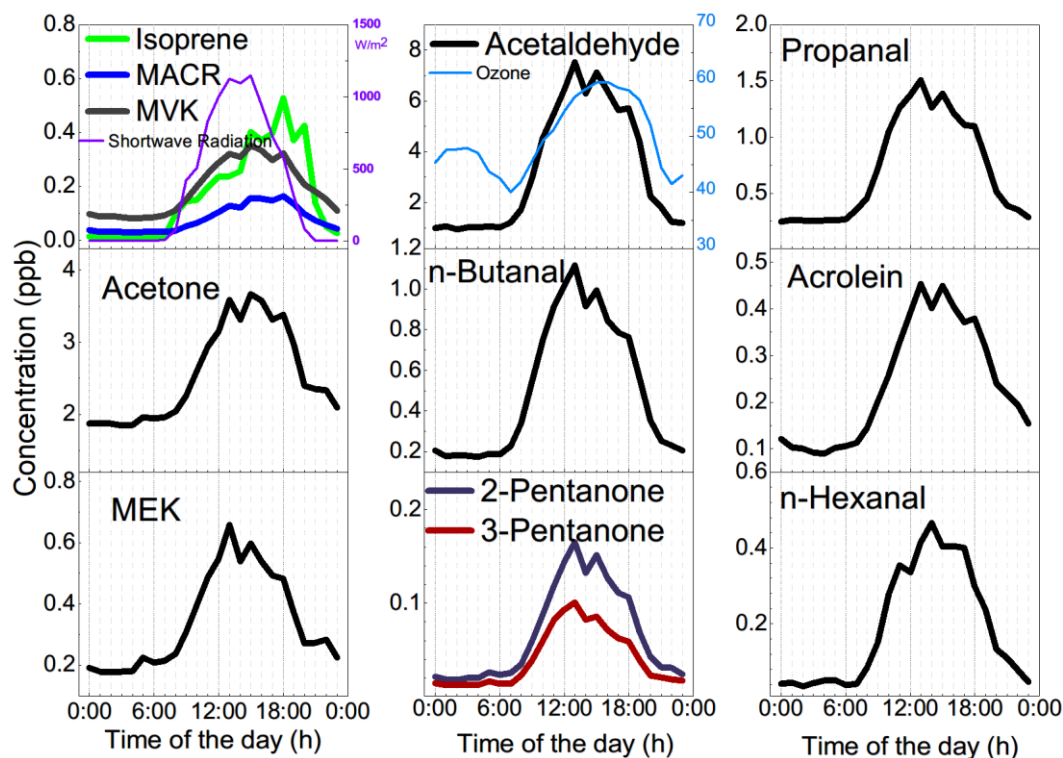 Concentration (ppb)
0.8
0.6
0.4
0.2
0.0
Isoprene
MACR
MVK
Shortwave Radiation
1500
W/m2
1000
500
0
8
6
4
2
Acetaldehyde
Ozone
70
60
50
40
30
2.0
1.5
1.0
0.5
Propanal
4
2
Acetone
1.2
1.0
0.8
0.6
0.4
0.2
n-Butanal
0.5
0.4
0.3
0.2
0.1
Acrolein
0.8
0.6
0.4
0.2
MEK
0.2
0.1
2-Pentanone
3-Pentanone
0.6
0.4
0.2
n-Hexanal
0:00 6:00 12:00 18:00 0:00
Time of the day (h)
0:00 6:00 12:00 18:00 0:00
Time of the day (h)
0:00 6:00 12:00 18:00 0:00
Time of the day (h)